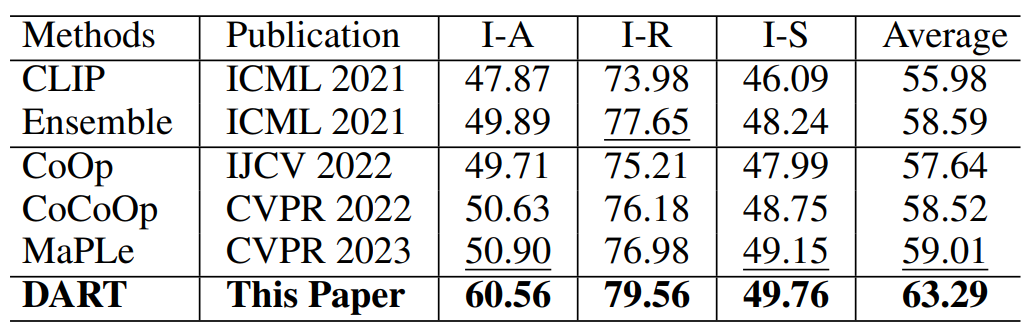 Methods Publication I-A I-R I-S Average
CLIP ICML 2021 47.87 73.98 46.09 55.98
Ensemble ICML 2021 49.89 77.65 48.24 58.59
CoOp IJCV 2022 49.71 75.21 47.99 57.64
CoCoOp CVPR 2022 50.63 76.18 48.75 58.52
MaPLe CVPR 2023 50.90 76.98 49.15 59.01
DART This Paper 60.56 79.56 49.76 63.29